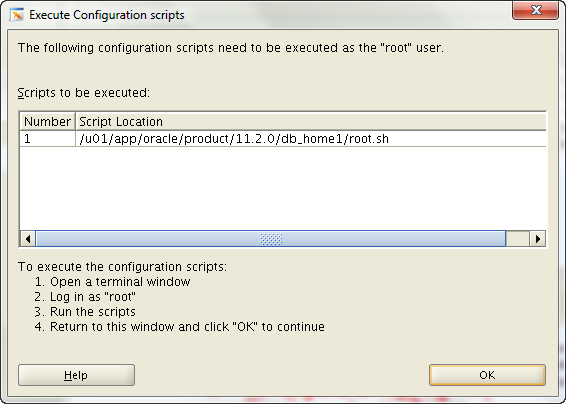 Execute Configuration scripts
The following configuration scripts need to be executed as the "root" user.
Scripts to be executed:
Number Script Location
1 /u01/app/oracle/product/11.2.0/db_home1/root.sh
To execute the configuration scripts:
1. Open a terminal window
2. Log in as "root"
3. Run the scripts
4. Return to this window and click "OK" to continue
Help OK